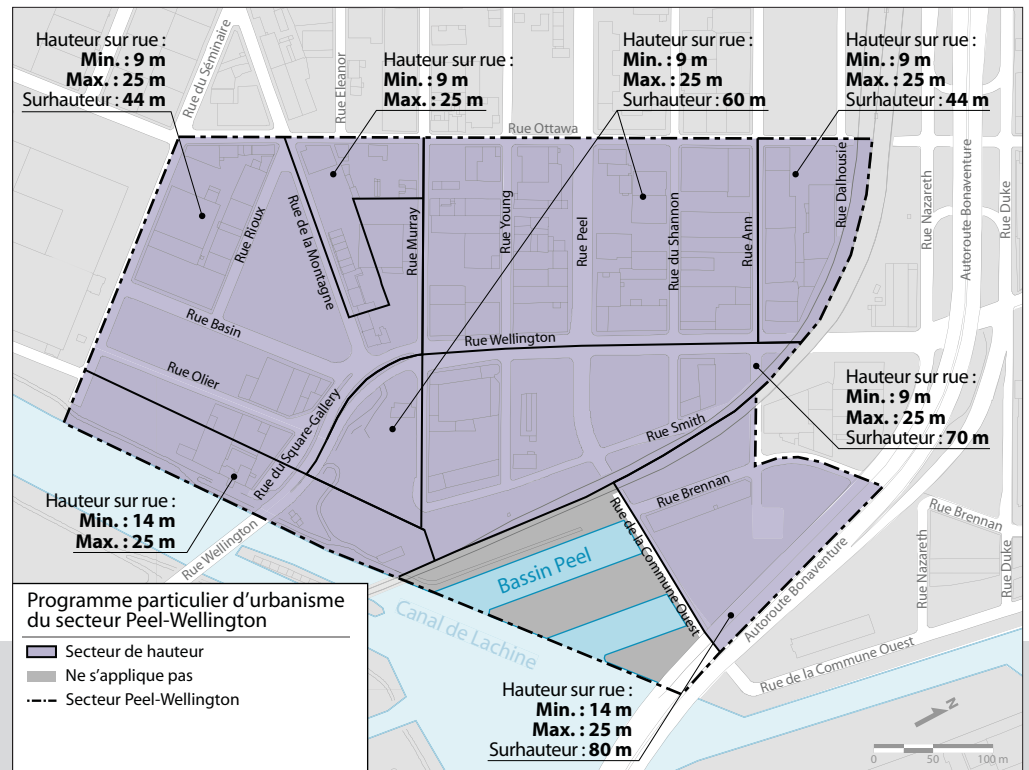 Hauteur sur rue :
Min. : 9 m
Max. : 25 m
Surhauteur : 44 m
Rue du Séminaire
Rue Eleanor
Hauteur sur rue :
Min. : 9 m
Max. : 25 m
Hauteur sur rue :
Min. : 9 m
Max. : 25 m
Surhauteur : 60 m
Hauteur sur rue :
Min. : 9 m
Max. : 25 m
Surhauteur : 44 m
Rue Ottawa
Rue Rioux
Rue de la Montagne
Rue Murray
Rue Young
Rue Peel
Rue du Shannon
Rue Ann
Rue Dalhousie
Rue Nazareth
Autoroute Bonaventure
Rue Duke
Rue Basin
Rue Olier
Rue Wellington
Rue du Square-Gallery
Rue Smith
Hauteur sur rue :
Min. : 9 m
Max. : 25 m
Surhauteur : 70 m
Rue Brennan
Hauteur sur rue :
Min. : 14 m
Max. : 25 m
Rue Wellington
Rue de la Commune Ouest
Bassin Peel
Canal de Lachine
Autoroute Bonaventure
Rue Brennan
Rue Nazareth
Rue Duke
Rue de la Commune Ouest
Hauteur sur rue :
Min. : 14 m
Max. : 25 m
Surhauteur : 80 m
Programme particulier d'urbanisme
du secteur Peel-Wellington
Secteur de hauteur
Ne s'applique pas
Secteur Peel-Wellington
N
0 50 100 m